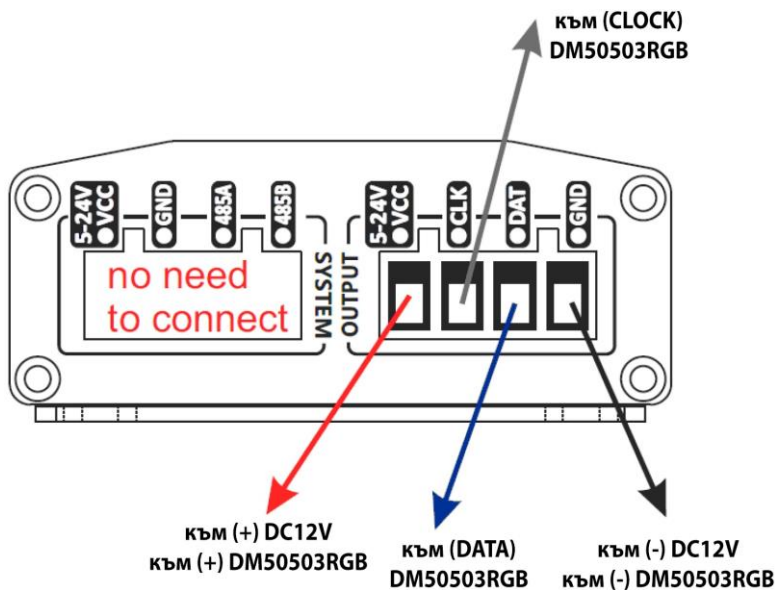 към (CLOCK)
DM50503RGB
5-24V
VCC
GND
485A
485B
5-24V
VCC
CLK
DAT
GND
no need
to connect
SYSTEM
OUTPUT
към (+) DC12V
към (+) DM50503RGB
към (DATA)
DM50503RGB
към (-) DC12V
към (-) DM50503RGB